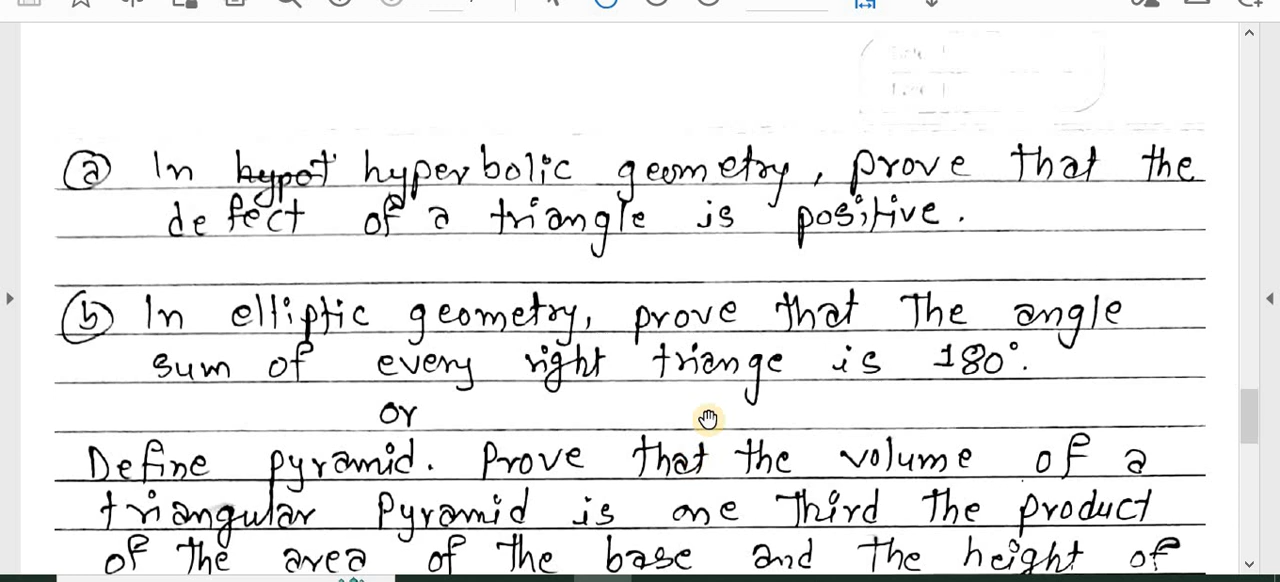 (a) In hypot hyperbolic geometry, prove that the
defect of a triangle is positive.
(b) In elliptic geometry, prove that The angle
sum of every right triange is 180°.
or
Define pyramid. Prove that the volume of a
triangular pyramid is one Third the product
of the area of the base and the height of